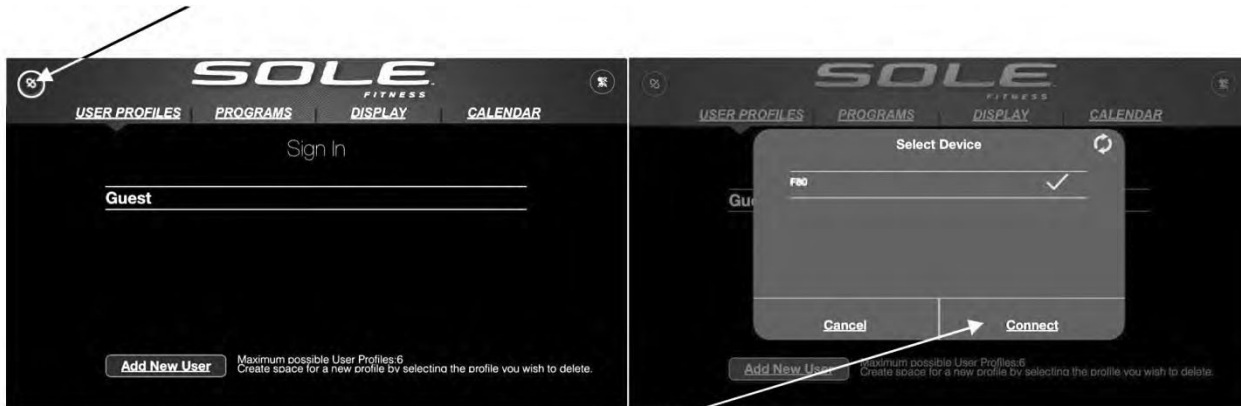 SOLE
FITNESS
USER PROFILES PROGRAMS DISPLAY CALENDAR
Sign In
Guest
Add New User
Maximum possible User Profiles:6
Create space for a new profile by selecting the profile you wish to delete.
SOLE
FITNESS
USER PROFILES PROGRAMS DISPLAY CALENDAR
Select Device
F80
Gue
Cancel Connect
Add New User
Maximum possible User Profiles:6
Create space for a new profile by selecting the profile you wish to delete.